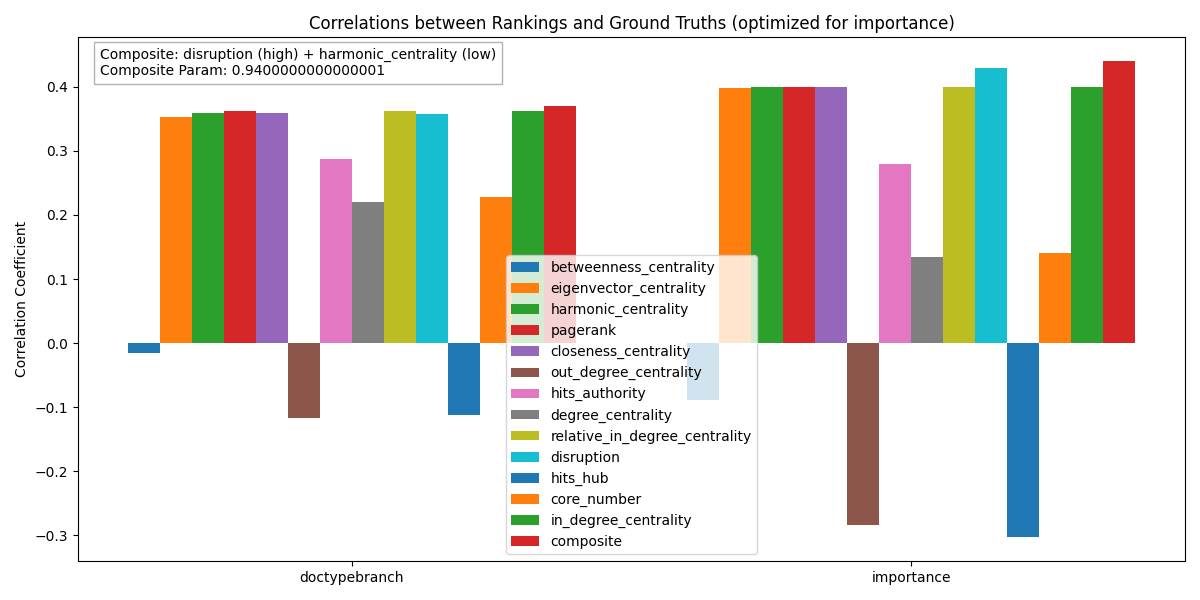 Correlations between Rankings and Ground Truths (optimized for importance)
Composite: disruption (high) + harmonic_centrality (low)
Composite Param: 0.9400000000000001
Correlation Coefficient
0.4
0.3
0.2
0.1
0.0
−0.1
−0.2
−0.3
betweenness_centrality
eigenvector_centrality
harmonic_centrality
pagerank
closeness_centrality
out_degree_centrality
hits_authority
degree_centrality
relative_in_degree_centrality
disruption
hits_hub
core_number
in_degree_centrality
composite
doctypebranch
importance